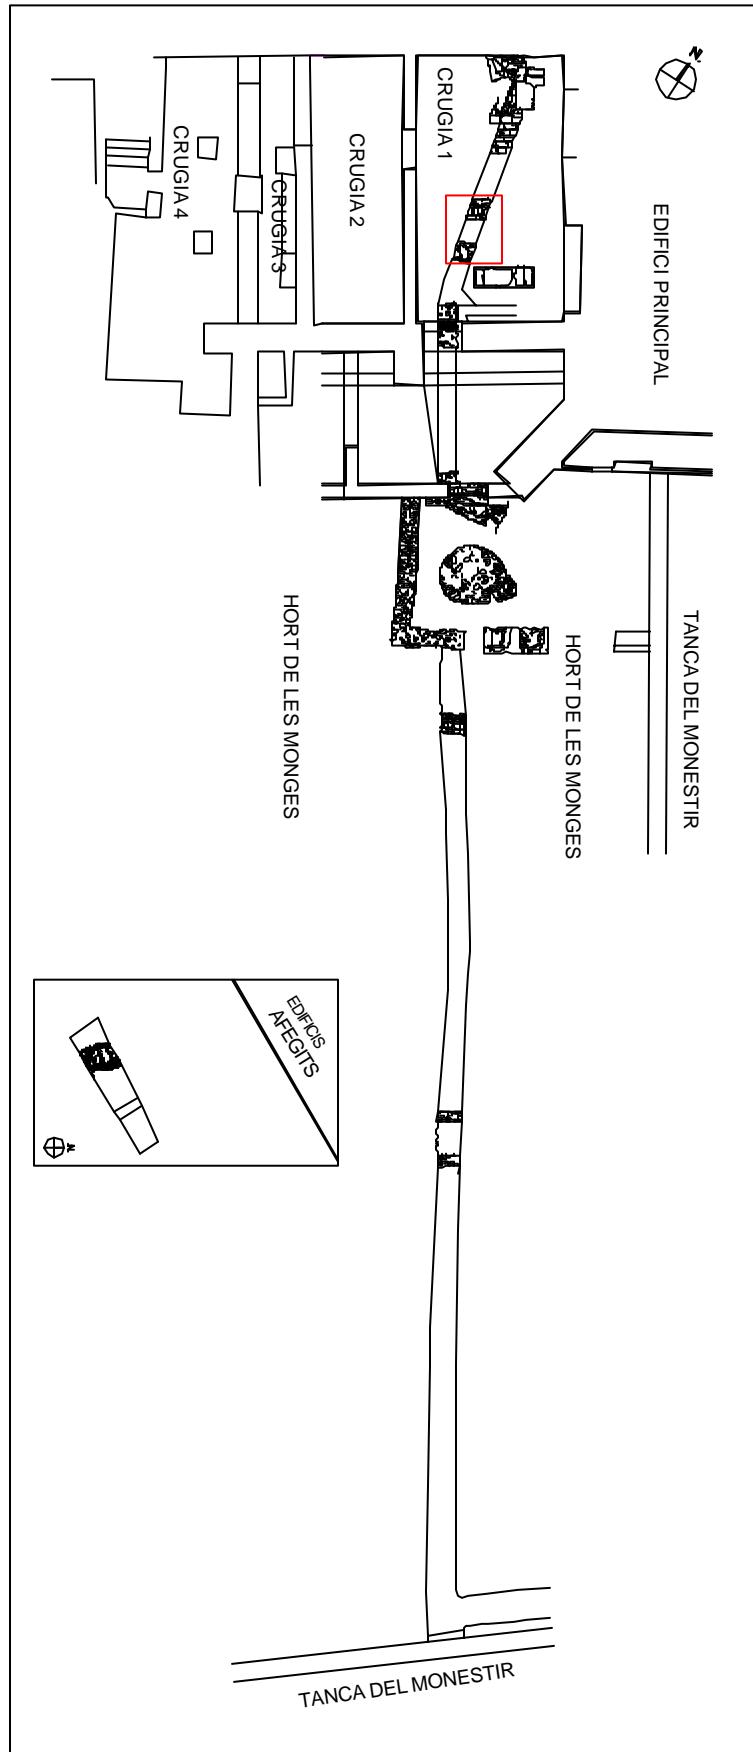 N.
CRUGIA 1
CRUGIA 2
CRUGIA 3
CRUGIA 4
EDIFICI PRINCIPAL
HORT DE LES MONGES
HORT DE LES MONGES
TANCA DEL MONESTIR
EDIFICIS
AFEGITS
N.
TANCA DEL MONESTIR